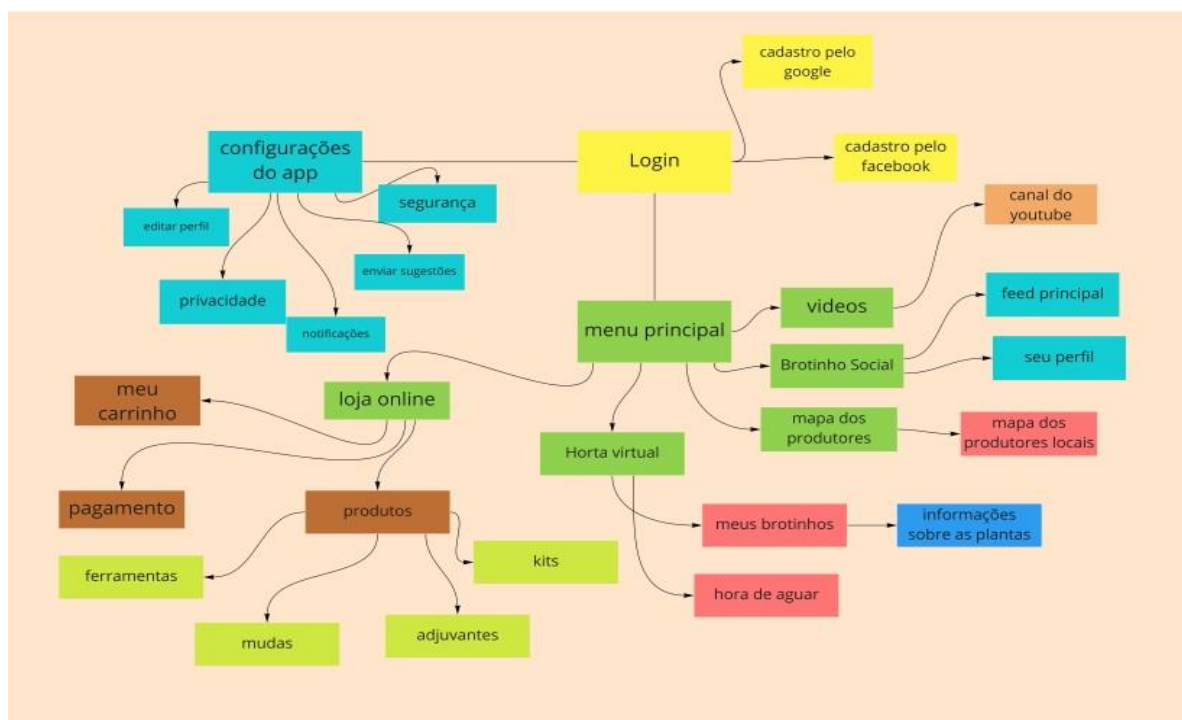 cadastro pelo
google
configurações
do app
Login
cadastro pelo
facebook
segurança
canal do
youtube
editar perfil
enviar sugestões
privacidade
notificações
menu principal
videos
feed principal
Brotinho Social
seu perfil
meu
carrinho
loja online
mapa dos
produtores
mapa dos
produtores locais
Horta virtual
pagamento
produtos
meus brotinhos
informações
sobre as plantas
ferramentas
kits
hora de aguar
mudas
adjuvantes